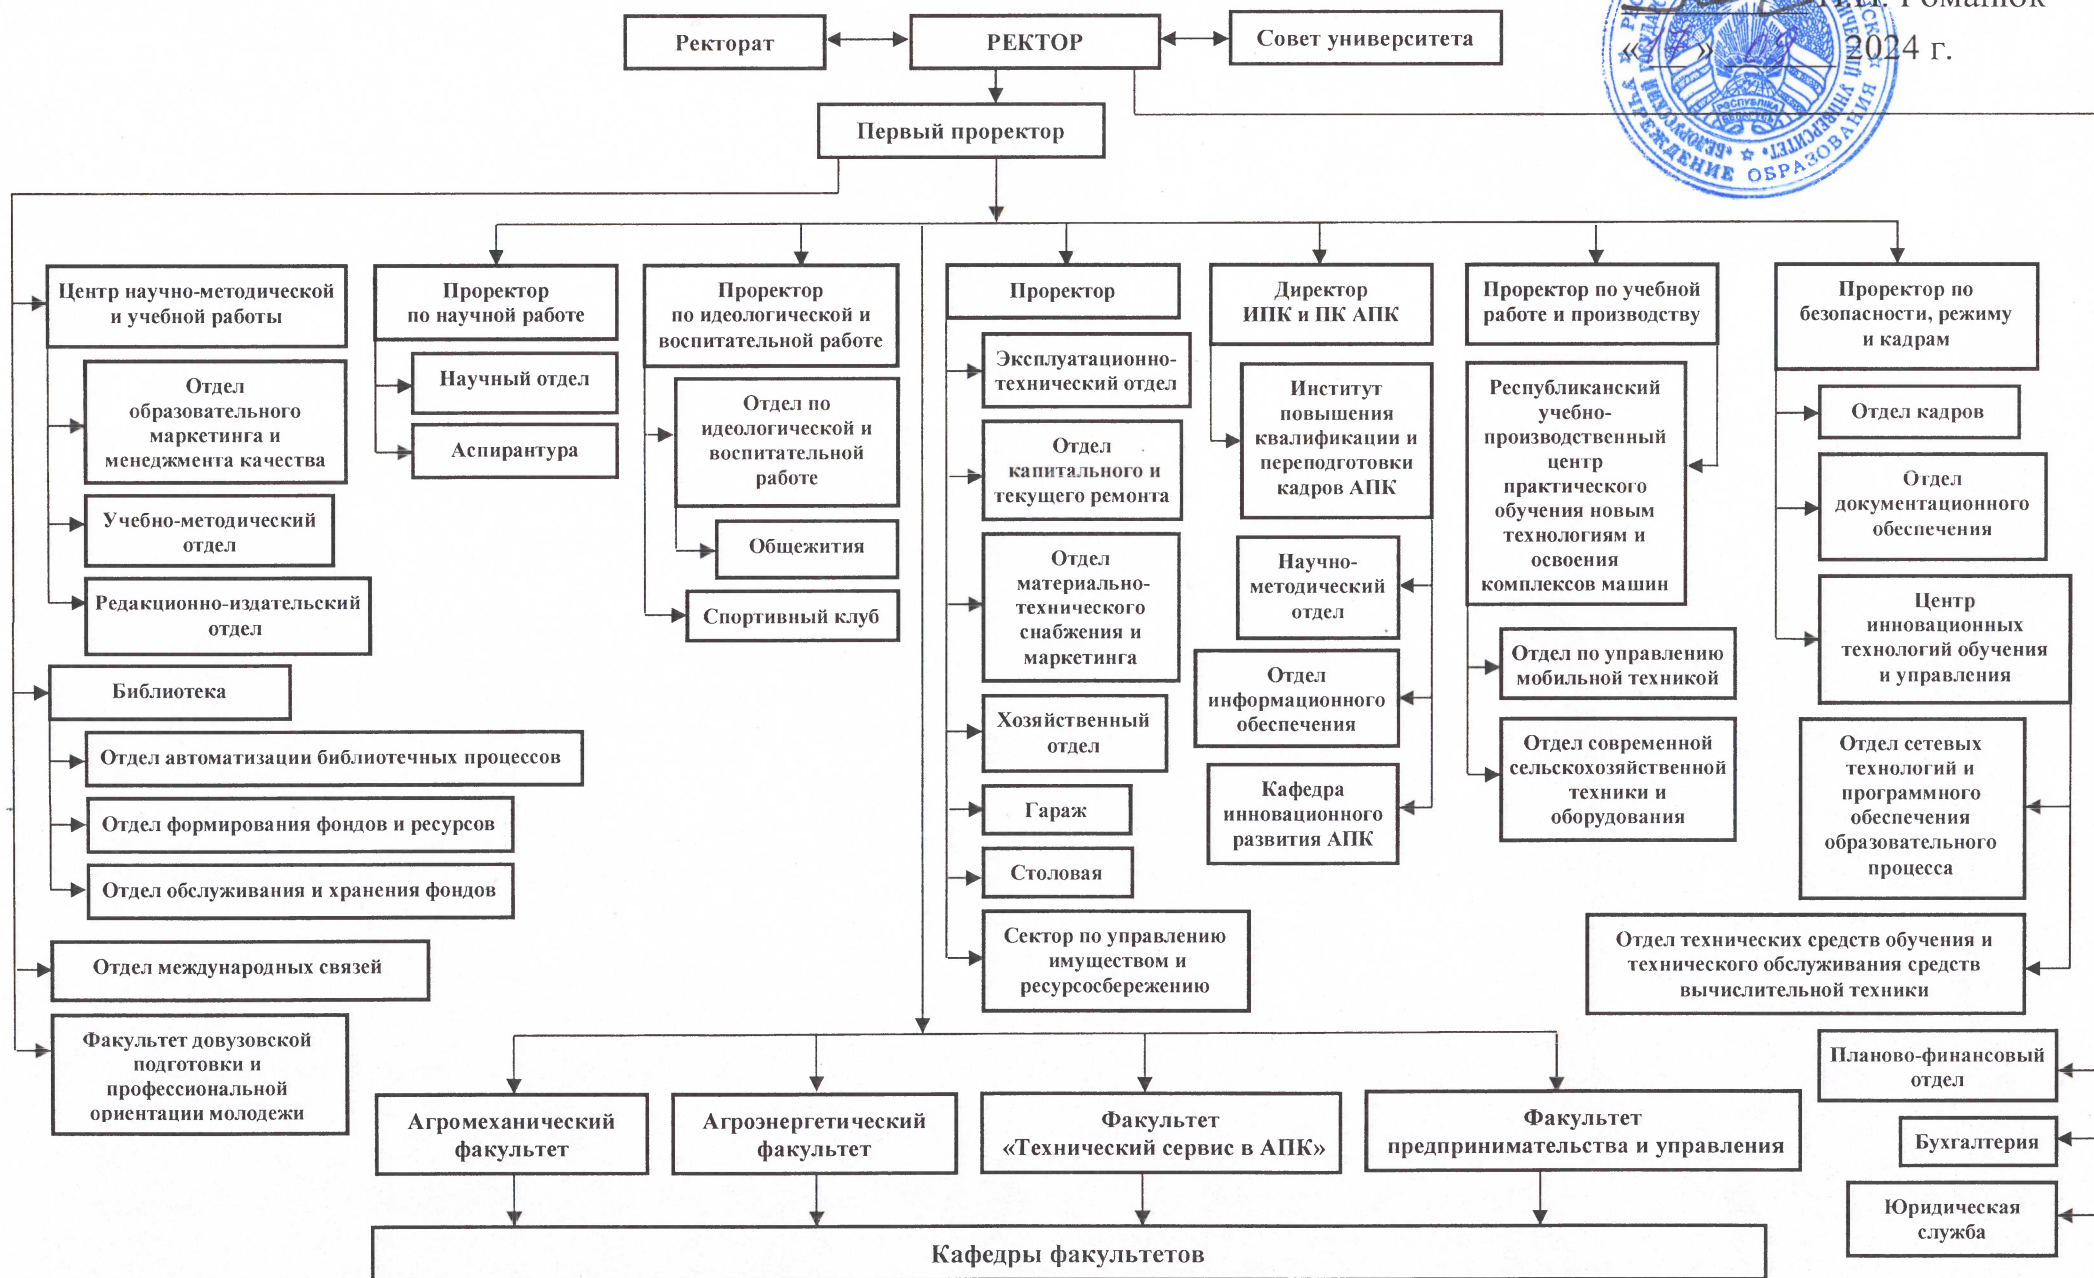 Ректорат
РЕКТОР
Совет университета
Романюк
«17» 09 2024 г.
РЭСПУБЛІКА
БЕЛАРУСЬ
УЧРЕЖДЕНИЕ ОБРАЗОВАНИЯ
Первый проректор
Центр научно-методической
и учебной работы
Отдел
образовательного
маркетинга и
менеджмента качества
Учебно-методический
отдел
Редакционно-издательский
отдел
Библиотека
Отдел автоматизации библиотечных процессов
Отдел формирования фондов и ресурсов
Отдел обслуживания и хранения фондов
Отдел международных связей
Факультет довузовской
подготовки и
профессиональной
ориентации молодежи
Проректор
по научной работе
Научный отдел
Аспирантура
Проректор
по идеологической и
воспитательной работе
Отдел по
идеологической и
воспитательной
работе
Общежития
Спортивный клуб
Проректор
Эксплуатационно-
технический отдел
Отдел
капитального и
текущего ремонта
Отдел
материально-
технического
снабжения и
маркетинга
Хозяйственный
отдел
Гараж
Столовая
Сектор по управлению
имуществом и
ресурсосбережению
Директор
ИПК и ПК АПК
Институт
повышения
квалификации и
переподготовки
кадров АПК
Научно-
методический
отдел
Отдел
информационного
обеспечения
Кафедра
инновационного
развития АПК
Проректор по учебной
работе и производству
Республиканский
учебно-
производственный
центр
практического
обучения новым
технологиям и
освоения
комплексов машин
Отдел по управлению
мобильной техникой
Отдел современной
сельскохозяйственной
техники и
оборудования
Проректор по
безопасности, режиму
и кадрам
Отдел кадров
Отдел
документационного
обеспечения
Центр
инновационных
технологий обучения
и управления
Отдел сетевых
технологий и
программного
обеспечения
образовательного
процесса
Отдел технических средств обучения и
технического обслуживания средств
вычислительной техники
Планово-финансовый
отдел
Бухгалтерия
Юридическая
служба
Агромеханический
факультет
Агроэнергетический
факультет
Факультет
«Технический сервис в АПК»
Факультет
предпринимательства и управления
Кафедры факультетов